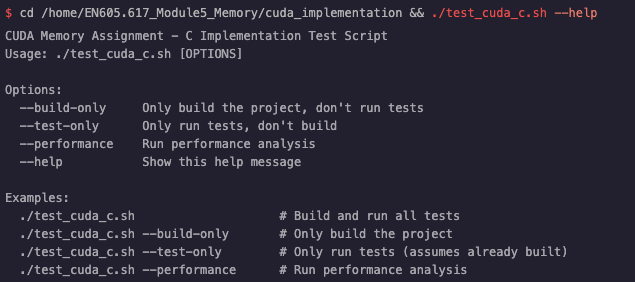 $ cd /home/EN605.617_Module5_Memory/cuda_implementation && ./test_cuda_c.sh --help
CUDA Memory Assignment - C Implementation Test Script
Usage: ./test_cuda_c.sh [OPTIONS]

Options:
  --build-only     Only build the project, don't run tests
  --test-only      Only run tests, don't build
  --performance    Run performance analysis
  --help           Show this help message

Examples:
  ./test_cuda_c.sh                    # Build and run all tests
  ./test_cuda_c.sh --build-only       # Only build the project
  ./test_cuda_c.sh --test-only        # Only run tests (assumes already built)
  ./test_cuda_c.sh --performance      # Run performance analysis